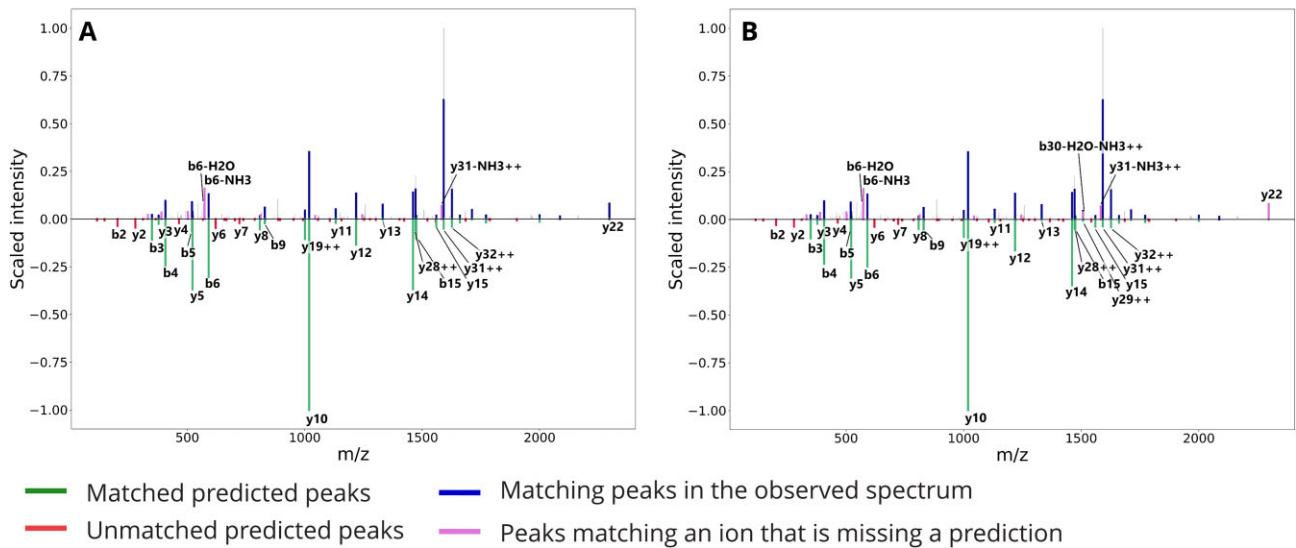 A
1.00
0.75
0.50
0.25
0.00
−0.25
−0.50
−0.75
−1.00
Scaled intensity
b6-H2O
b6-NH3
y31-NH3++
b2 y2
b3
y3
y4
b4
b5
y5
b6
y6
y7
y8
b9
y19++
y10
y11
y12
y13
y14
y28++
b15
y15
y31++
y32++
y22
500 1000 1500 2000
m/z
B
1.00
0.75
0.50
0.25
0.00
−0.25
−0.50
−0.75
−1.00
Scaled intensity
b30-H2O-NH3++
b6-H2O
b6-NH3
y31-NH3++
y22
b2 y2
b3
y3
y4
b4
b5
y5
b6
y6
y7
y8
b9
y19++
y10
y11
y12
y13
y14
y28++
b15
y29++
y15
y31++
y32++
500 1000 1500 2000
m/z
Matched predicted peaks
Matching peaks in the observed spectrum
Unmatched predicted peaks
Peaks matching an ion that is missing a prediction